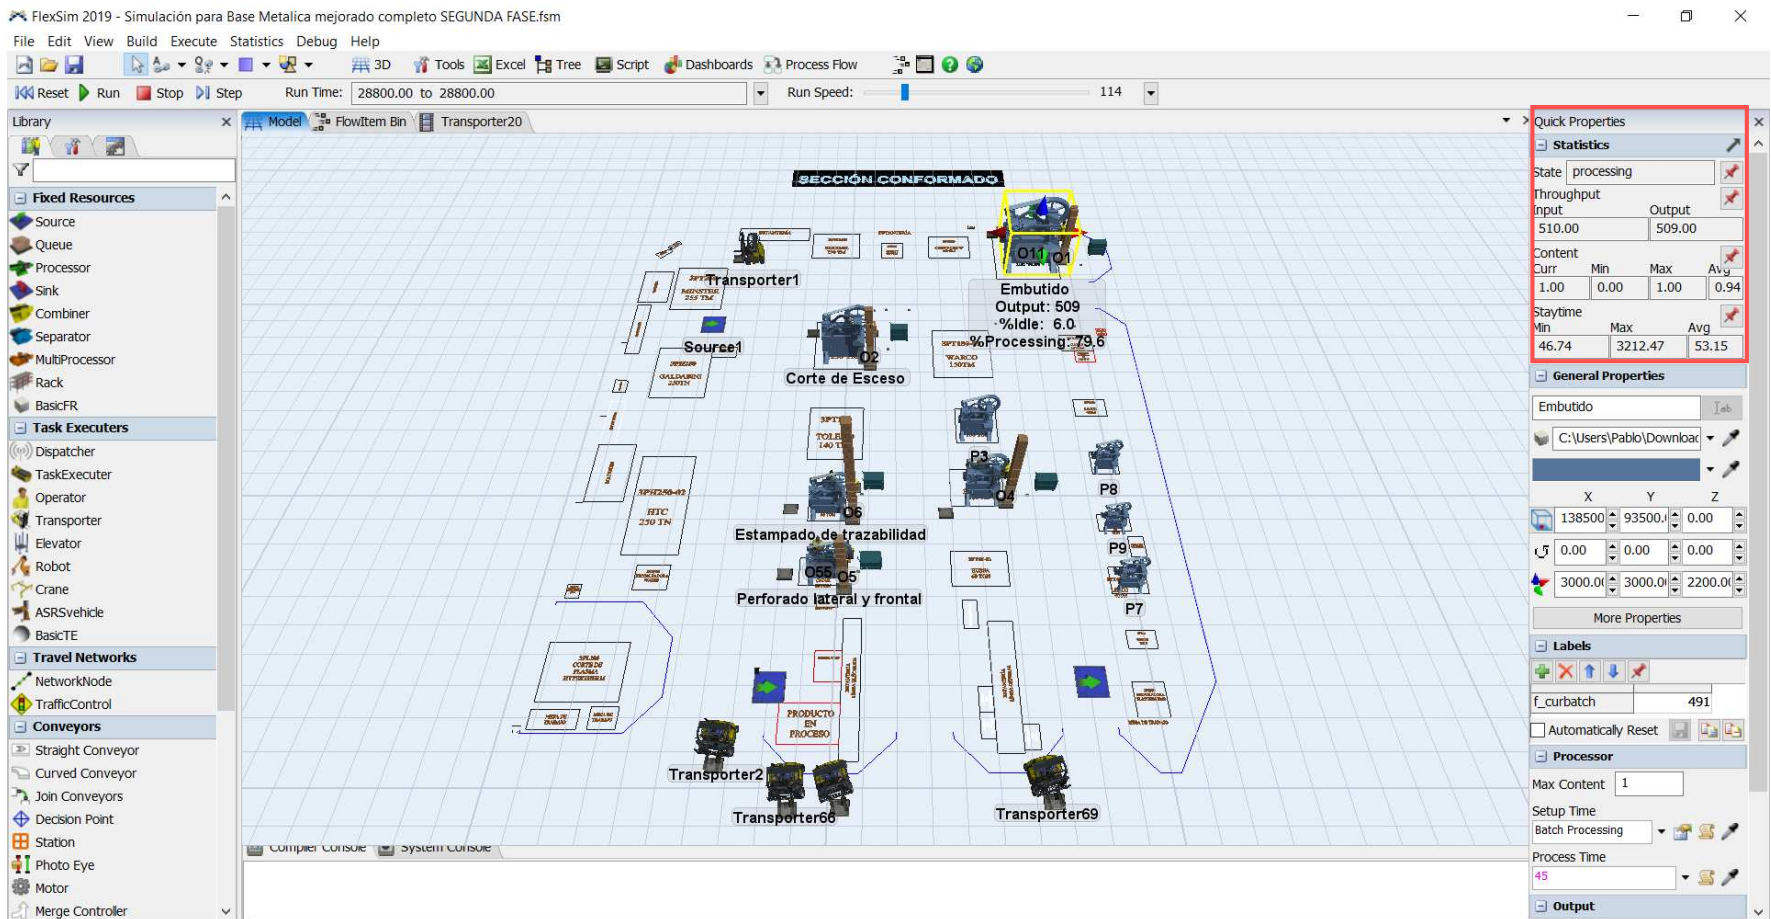 FlexSim 2019 - Simulación para Base Metalica mejorado completo SEGUNDA FASE.fsm
File Edit View Build Execute Statistics Debug Help
3D Tools Excel Tree Script Dashboards Process Flow
Reset Run Stop Step Run Time: 28800.00 to 28800.00 Run Speed: 114
Library
Model FlowItem Bin Transporter20
Fixed Resources
Source
Queue
Processor
Sink
Combiner
Separator
MultiProcessor
Rack
BasicFR
Task Executers
Dispatcher
TaskExecuter
Operator
Transporter
Elevator
Robot
Crane
ASRSvehicle
BasicTE
Travel Networks
NetworkNode
TrafficControl
Conveyors
Straight Conveyor
Curved Conveyor
Join Conveyors
Decision Point
Station
Photo Eye
Motor
Merge Controller
SECCIÓN CONFORMADO
O11 O1
Transporter1
MINSTER
Embutido
Output: 509
%Idle: 6.0
%Processing: 79.6
Source1
O2
Corte de Esceso
WARCO
150TM
P3
O4
P8
3PH250-02
HTC
250 TN
O6
Estampado de trazabilidad
P9
O55 O5
Perforado lateral y frontal
P7
PRODUCTO
EN
PROCESO
Transporter2
Transporter66
Transporter69
Compiler Console System Console
Quick Properties
Statistics
State processing
Throughput
Input Output
510.00 509.00
Content
Curr Min Max Avg
1.00 0.00 1.00 0.94
Staytime
Min Max Avg
46.74 3212.47 53.15
General Properties
Embutido
C:\Users\Pablo\Downloac
X Y Z
138500 93500.( 0.00
0.00 0.00 0.00
3000.0( 3000.0( 2200.0(
More Properties
Labels
f_curbatch 491
Automatically Reset
Processor
Max Content 1
Setup Time
Batch Processing
Process Time
45
Output